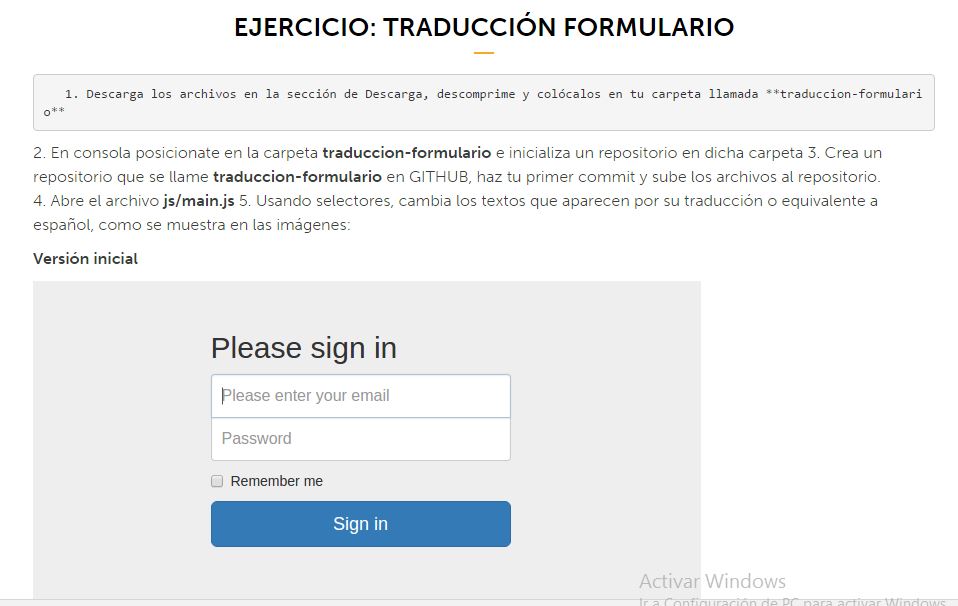 EJERCICIO: TRADUCCIÓN FORMULARIO
1. Descarga los archivos en la sección de Descarga, descomprime y colócalos en tu carpeta llamada **traduccion-formulari
o**
2. En consola posicionate en la carpeta traduccion-formulario e inicializa un repositorio en dicha carpeta 3. Crea un
repositorio que se llame traduccion-formulario en GITHUB, haz tu primer commit y sube los archivos al repositorio.
4. Abre el archivo js/main.js 5. Usando selectores, cambia los textos que aparecen por su traducción o equivalente a
español, como se muestra en las imágenes:
Versión inicial
Please sign in
Please enter your email
Password
Remember me
Sign in
Activar Windows
Ir a Configuración de PC para activar Windows.